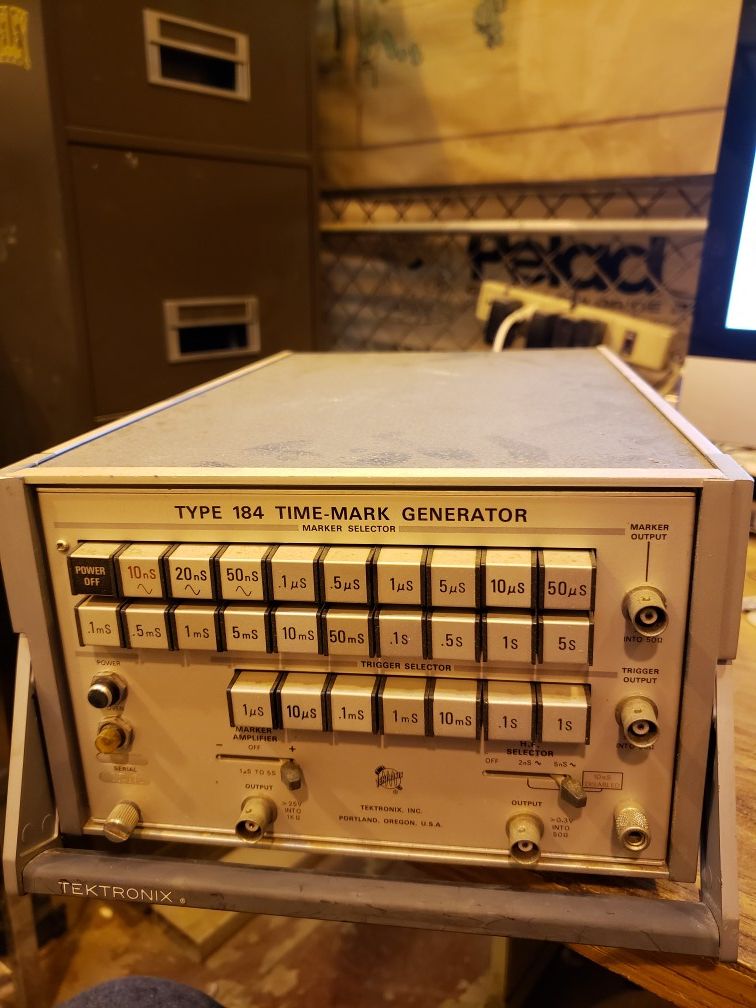 Pelad
TYPE 184 TIME-MARK GENERATOR
MARKER SELECTOR
MARKER OUTPUT
POWER OFF
10nS 20nS 50nS .1µS .5µS 1µS 5µS 10µS 50µS
INTO 50Ω
.1mS .5mS 1mS 5mS 10mS 50mS .1S .5S 1S 5S
TRIGGER SELECTOR
TRIGGER OUTPUT
POWER
1µS 10µS .1mS 1mS 10mS .1S 1S
MARKER AMPLIFIER
OFF
− +
1µS TO 5S
H.F. SELECTOR
OFF 2nS ∿ 5nS ∿
10nS DISABLED
SERIAL
OUTPUT
>25V INTO 1KΩ
TEKTRONIX, INC.
PORTLAND, OREGON, U.S.A.
OUTPUT
≥0.3V INTO 50Ω
TEKTRONIX ®